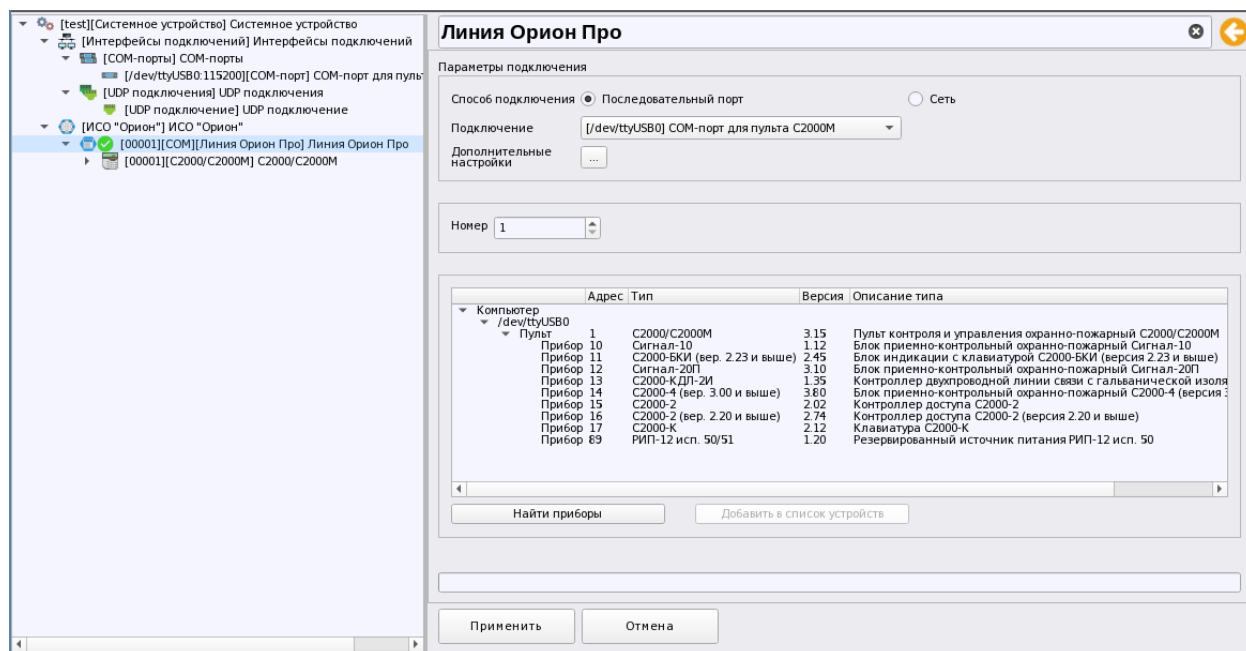 [test][Системное устройство] Системное устройство
[Интерфейсы подключений] Интерфейсы подключений
[COM-порты] COM-порты
[/dev/ttyUSB0:115200][COM-порт] COM-порт для пуль
[UDP подключения] UDP подключения
[UDP подключение] UDP подключение
[ИСО "Орион"] ИСО "Орион"
[00001][COM][Линия Орион Про] Линия Орион Про
[00001][С2000/С2000М] С2000/С2000М
Линия Орион Про
Параметры подключения
Способ подключения Последовательный порт Сеть
Подключение [/dev/ttyUSB0] COM-порт для пульта С2000М
Дополнительные
настройки ...
Номер 1
Адрес Тип Версия Описание типа
Компьютер
/dev/ttyUSB0
Пульт 1 С2000/С2000М 3.15 Пульт контроля и управления охранно-пожарный С2000/С2000М
Прибор 10 Сигнал-10 1.12 Блок приемно-контрольный охранно-пожарный Сигнал-10
Прибор 11 С2000-БКИ (вер. 2.23 и выше) 2.45 Блок индикации с клавиатурой С2000-БКИ (версия 2.23 и выше)
Прибор 12 Сигнал-20П 3.10 Блок приемно-контрольный охранно-пожарный Сигнал-20П
Прибор 13 С2000-КДЛ-2И 1.35 Контроллер двухпроводной линии связи с гальванической изоля
Прибор 14 С2000-4 (вер. 3.00 и выше) 3.80 Блок приемно-контрольный охранно-пожарный С2000-4 (версия 3
Прибор 15 С2000-2 2.02 Контроллер доступа С2000-2
Прибор 16 С2000-2 (вер. 2.20 и выше) 2.74 Контроллер доступа С2000-2 (версия 2.20 и выше)
Прибор 17 С2000-К 2.12 Клавиатура С2000-К
Прибор 89 РИП-12 исп. 50/51 1.20 Резервированный источник питания РИП-12 исп. 50
Найти приборы Добавить в список устройств
Применить Отмена